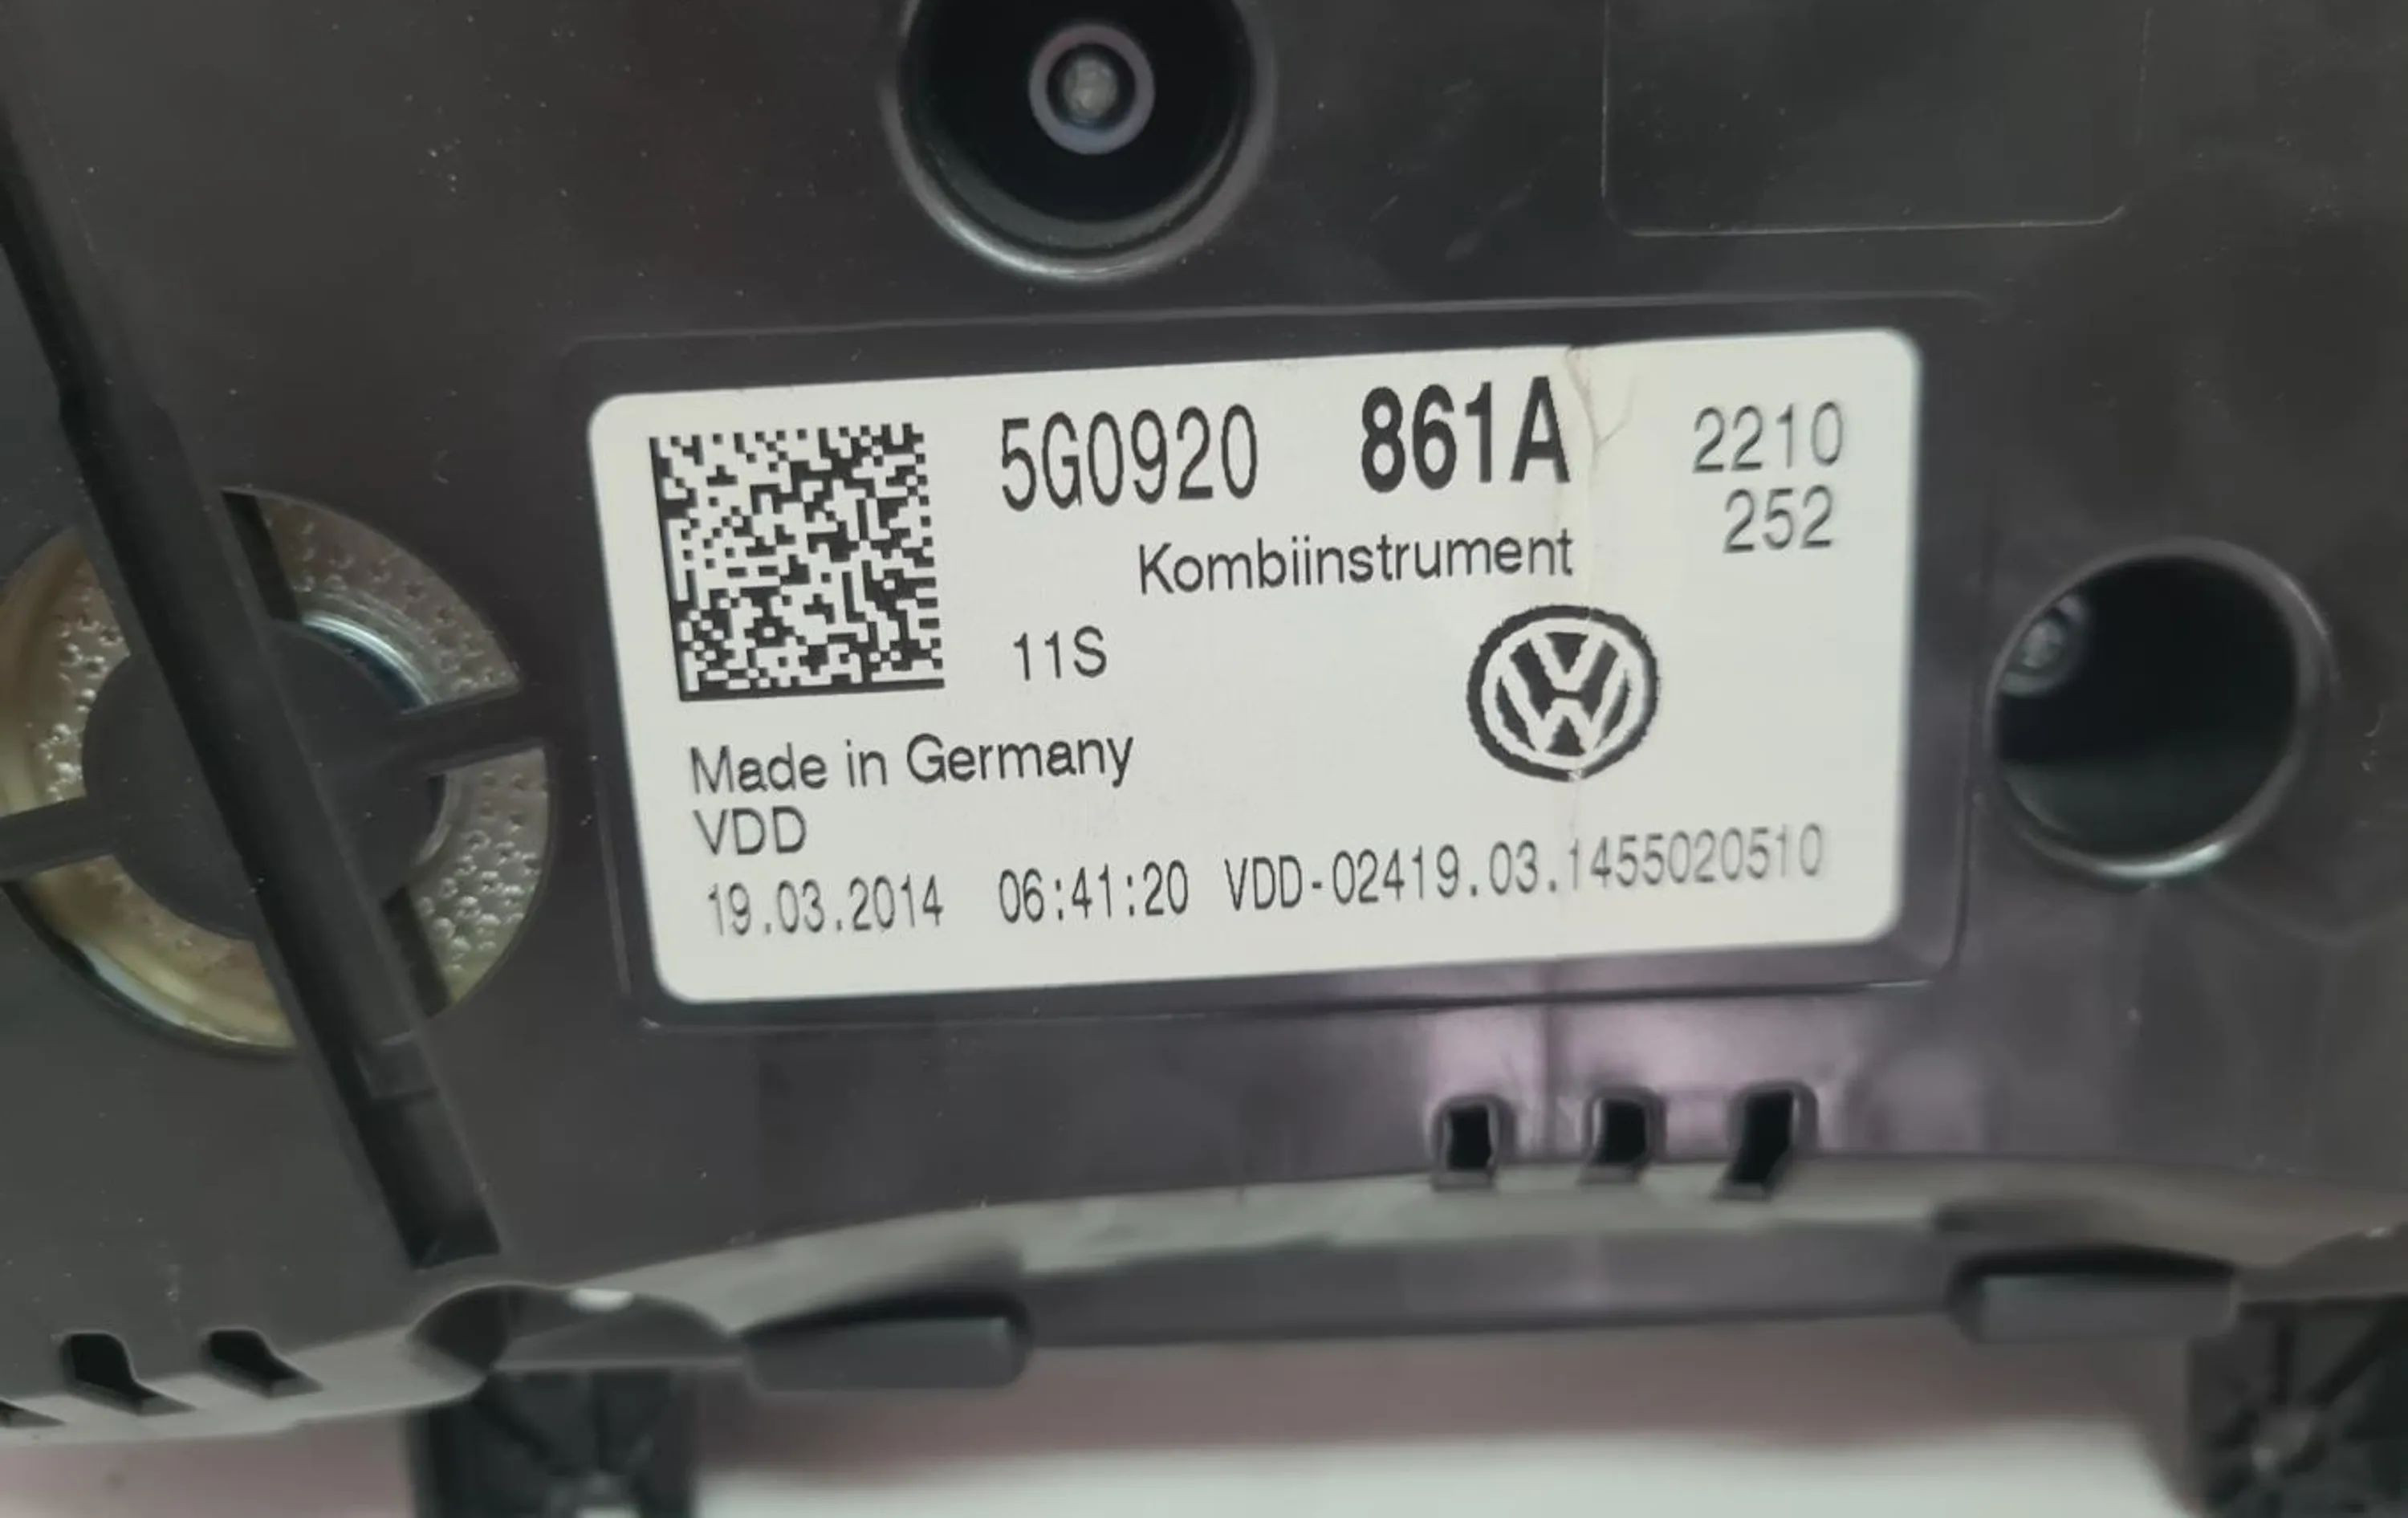 5G0920 861A 2210
252
Kombiinstrument
11S
Made in Germany
VDD
19.03.2014 06:41:20 VDD-02419.03.1455020510